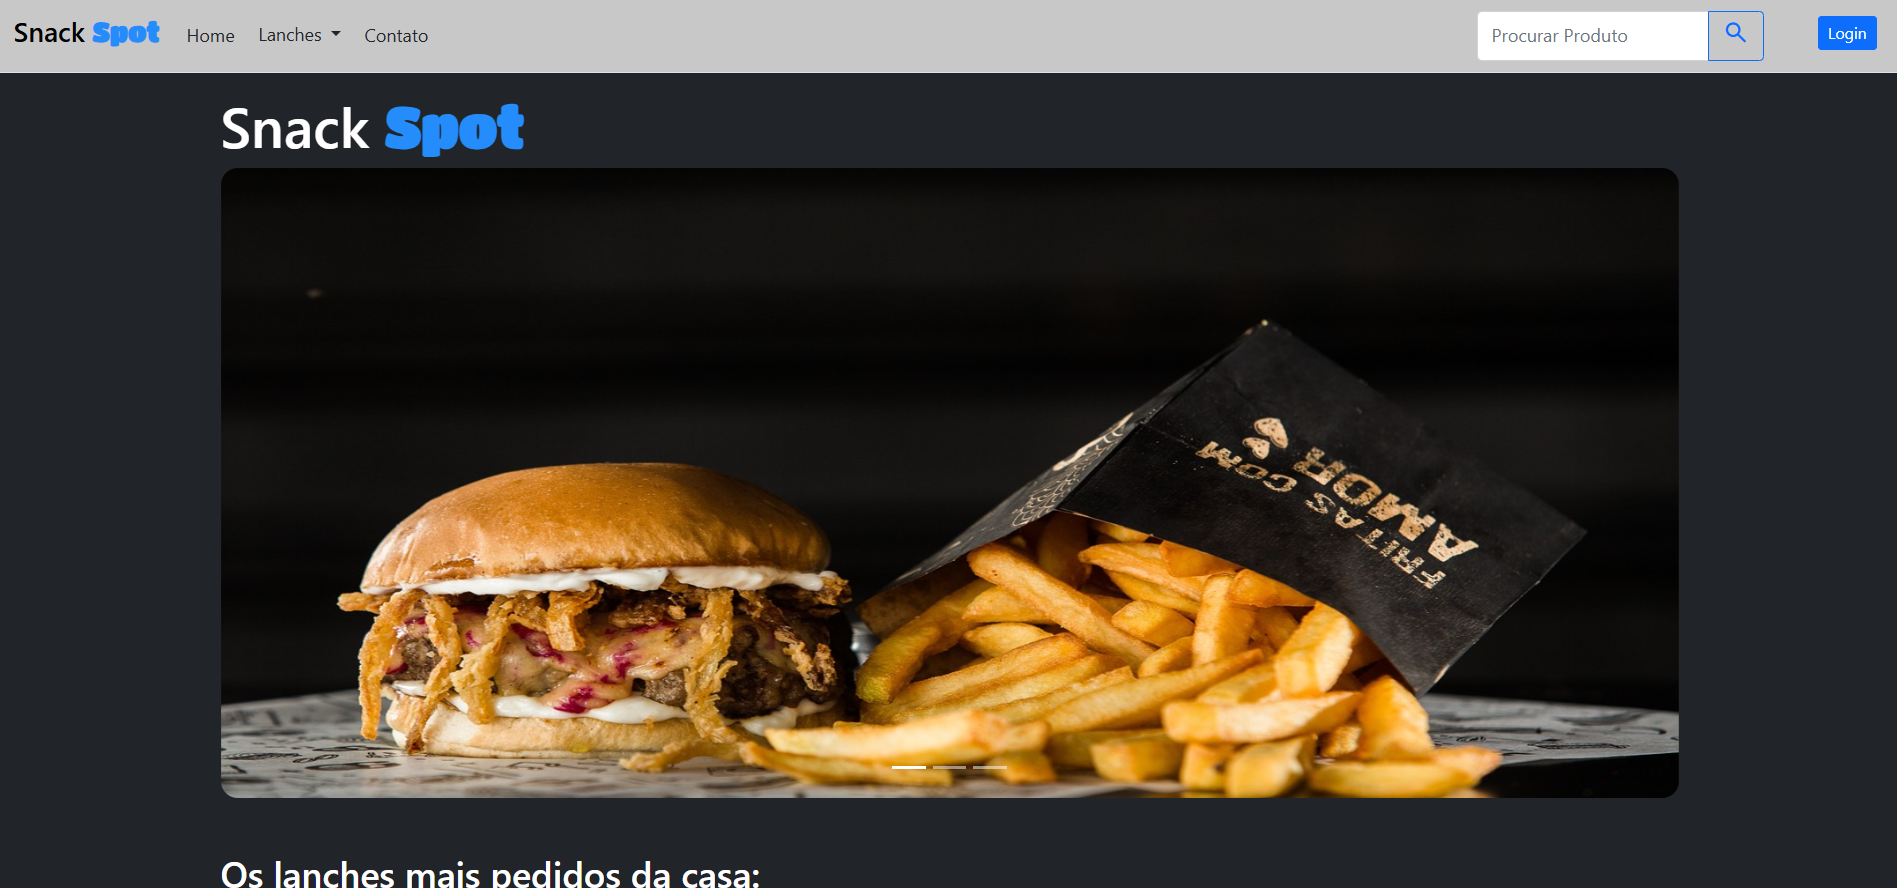 Snack Spot
Home
Lanches
Contato
Procurar Produto
Login
Snack Spot
FRITAS COM
AMOR
Os lanches mais pedidos da casa: